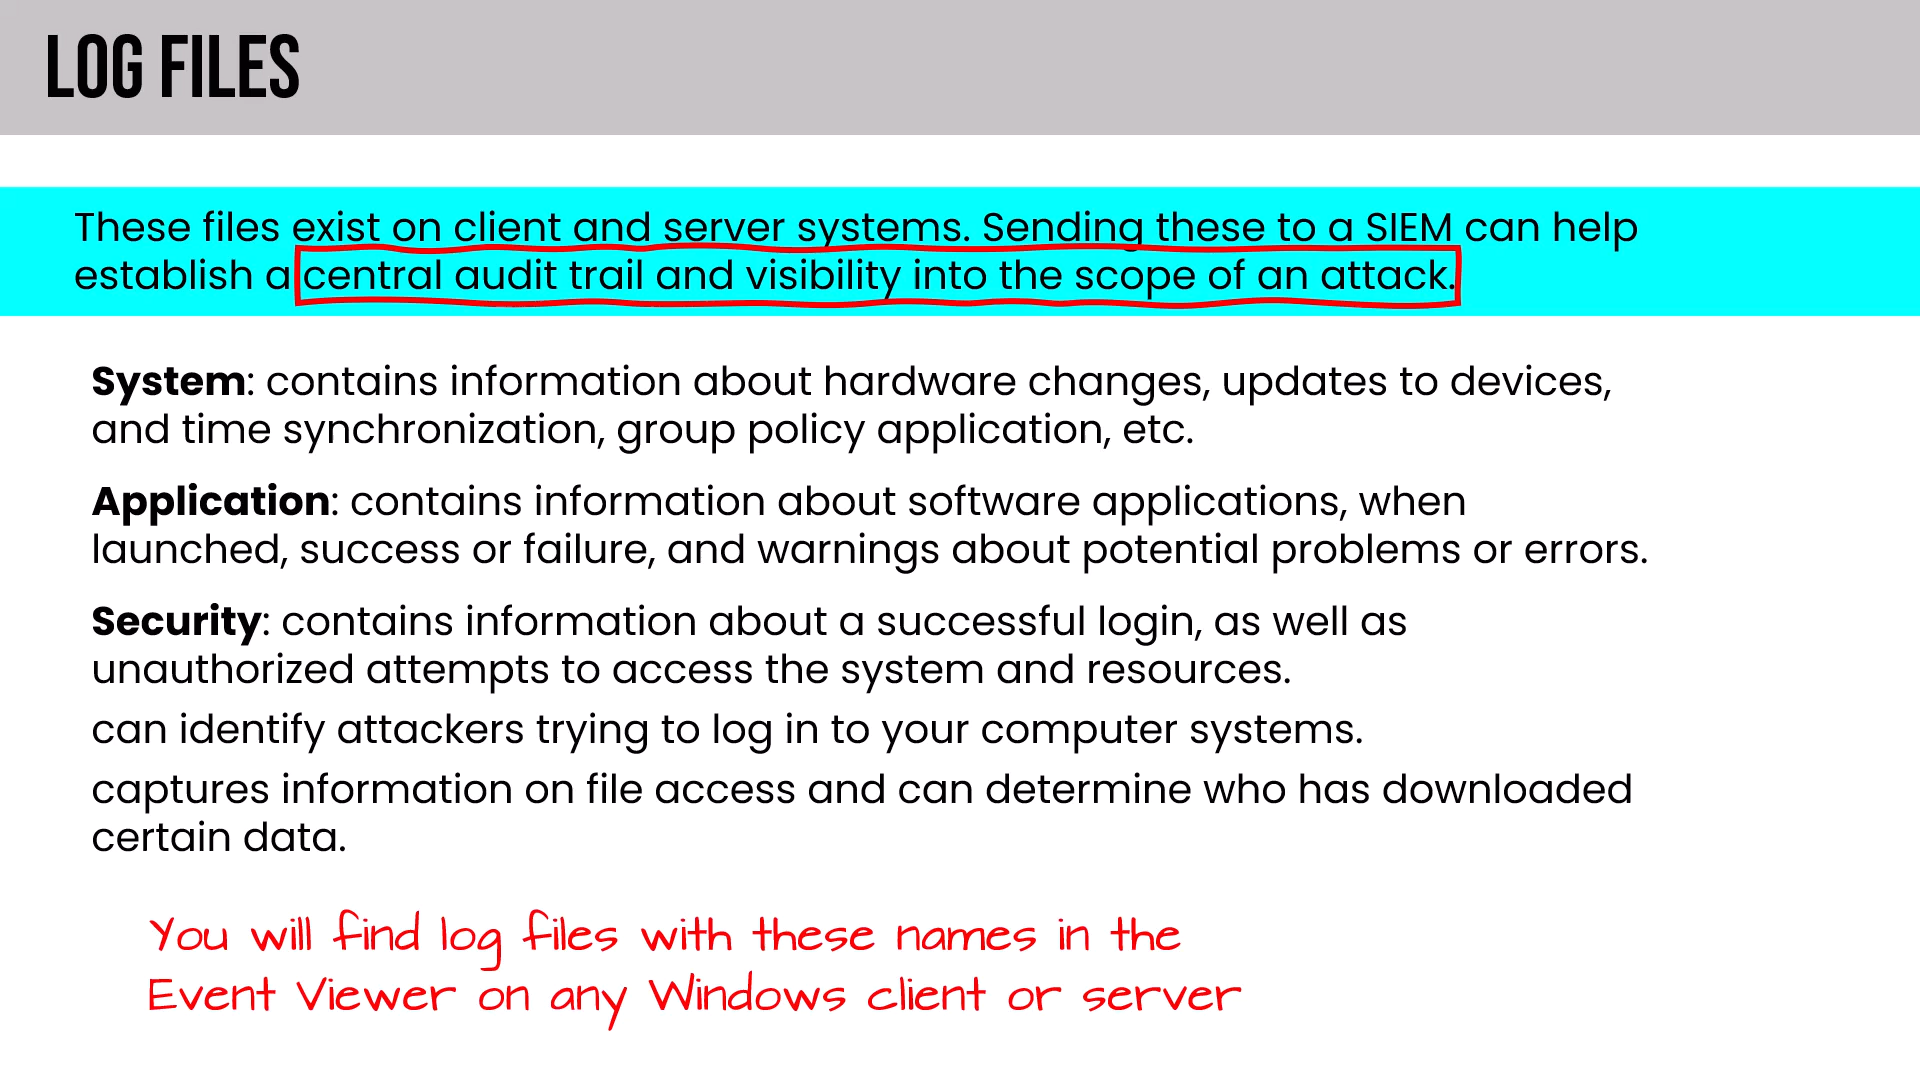 LOG FILES
These files exist on client and server systems. Sending these to a SIEM can help
establish a central audit trail and visibility into the scope of an attack.
System: contains information about hardware changes, updates to devices,
and time synchronization, group policy application, etc.
Application: contains information about software applications, when
launched, success or failure, and warnings about potential problems or errors.
Security: contains information about a successful login, as well as
unauthorized attempts to access the system and resources.
can identify attackers trying to log in to your computer systems.
captures information on file access and can determine who has downloaded
certain data.
You will find log files with these names in the
Event Viewer on any Windows client or server